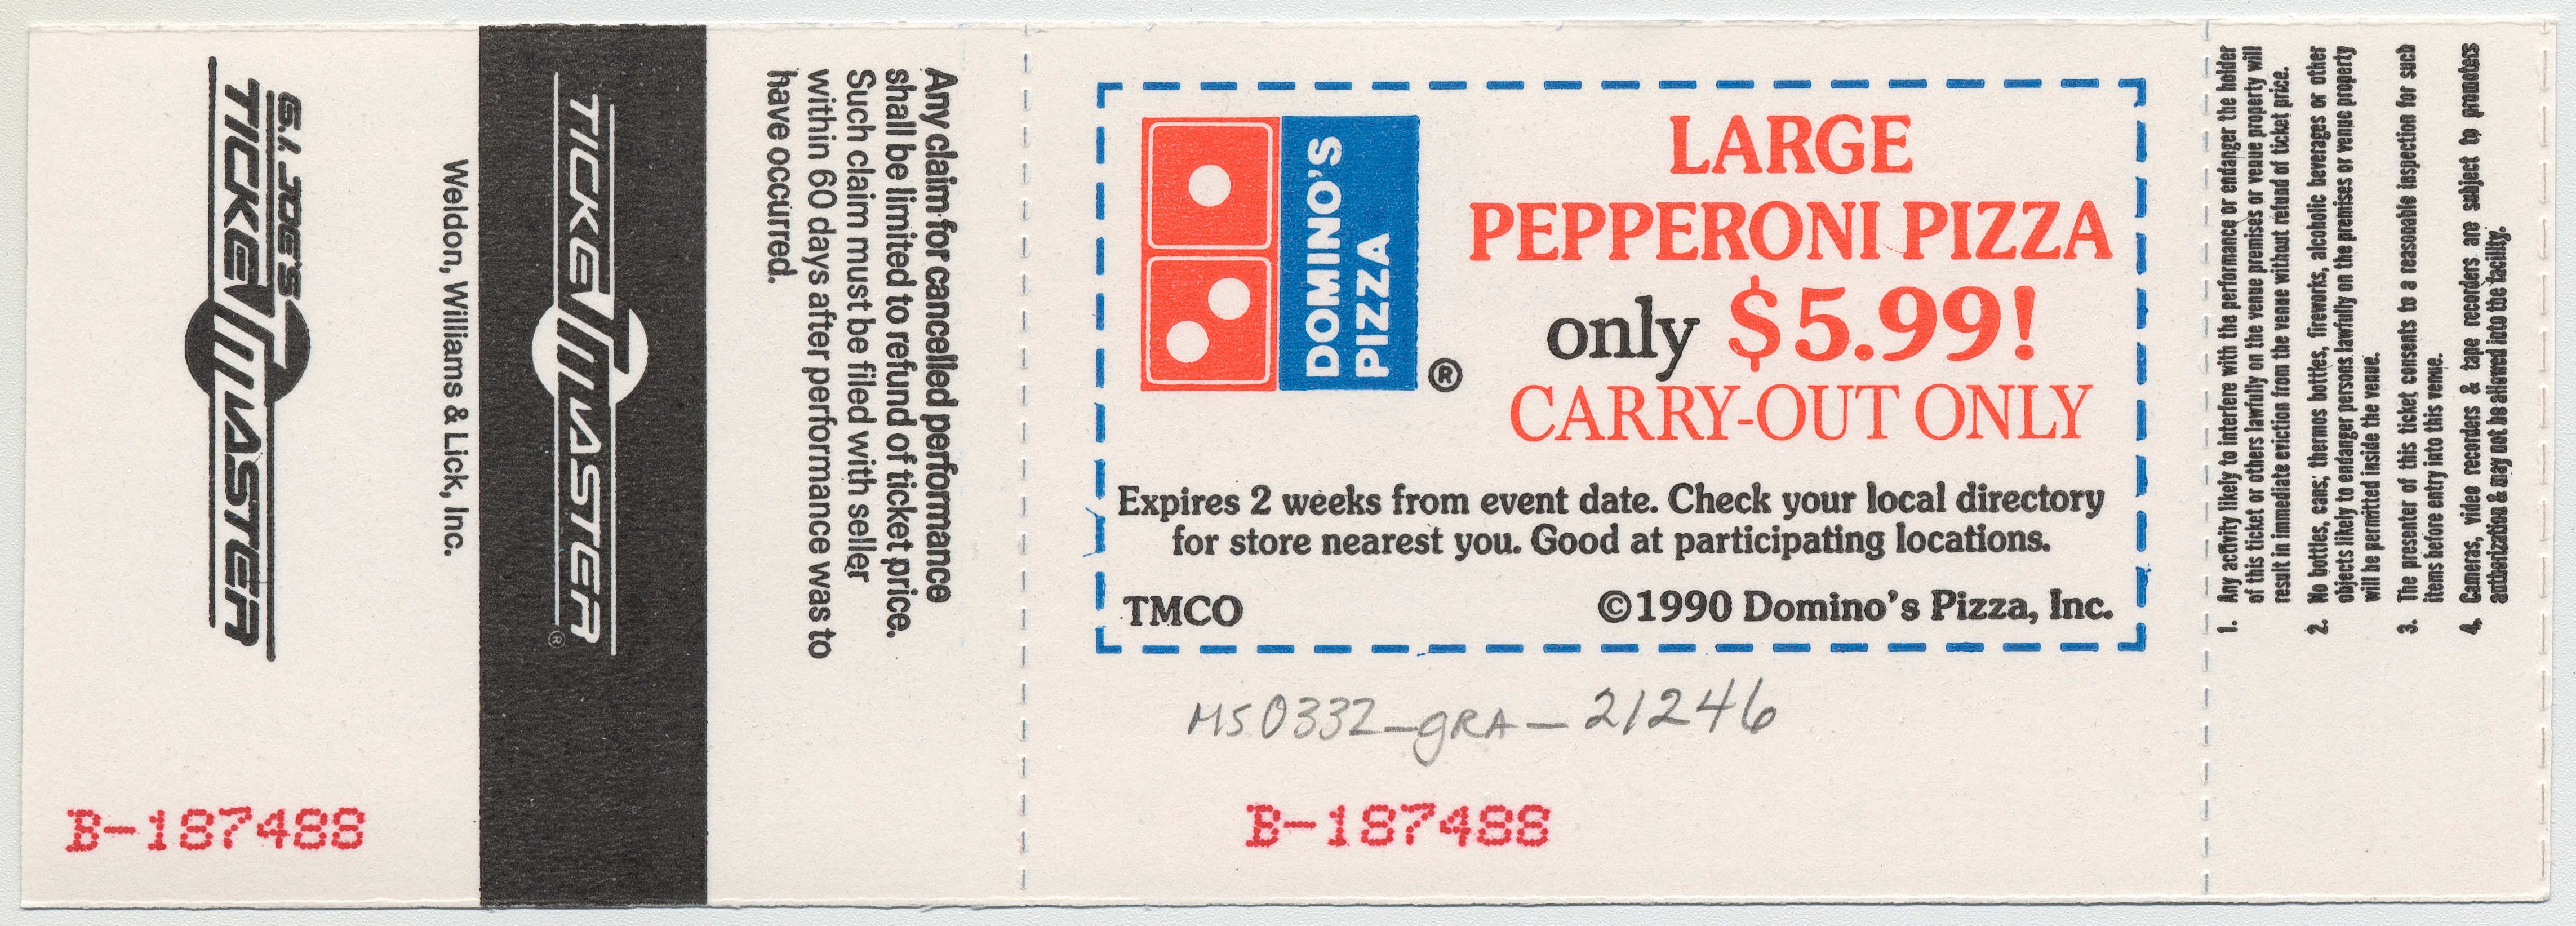 G.I. JOE'S
TICKETMASTER
Weldon, Williams & Lick, Inc.
TICKETMASTER®
Any claim for cancelled performance
shall be limited to refund of ticket price.
Such claim must be filed with seller
within 60 days after performance was to
have occurred.
B-187488
DOMINO'S
PIZZA
®
LARGE
PEPPERONI PIZZA
only $5.99!
CARRY-OUT ONLY
Expires 2 weeks from event date. Check your local directory
for store nearest you. Good at participating locations.
TMCO ©1990 Domino's Pizza, Inc.
MS0332-gRA-21246
B-187488
1. Any activity likely to interfere with the performance or endanger the holder
of this ticket or others lawfully on the venue premises or venue property will
result in immediate eviction from the venue without refund of ticket price.
2. No bottles, cans, thermos bottles, fireworks, alcoholic beverages or other
objects likely to endanger persons lawfully on the premises or venue property
will be permitted inside the venue.
3. The presenter of this ticket consents to a reasonable inspection for such
items before entry into this venue.
4. Cameras, video recorders & tape recorders are subject to promoters
authorization & may not be allowed into the facility.